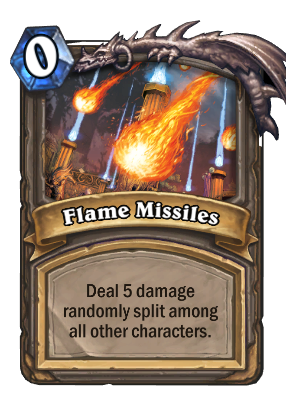 0
Flame Missiles
Deal 5 damage
randomly split among
all other characters.